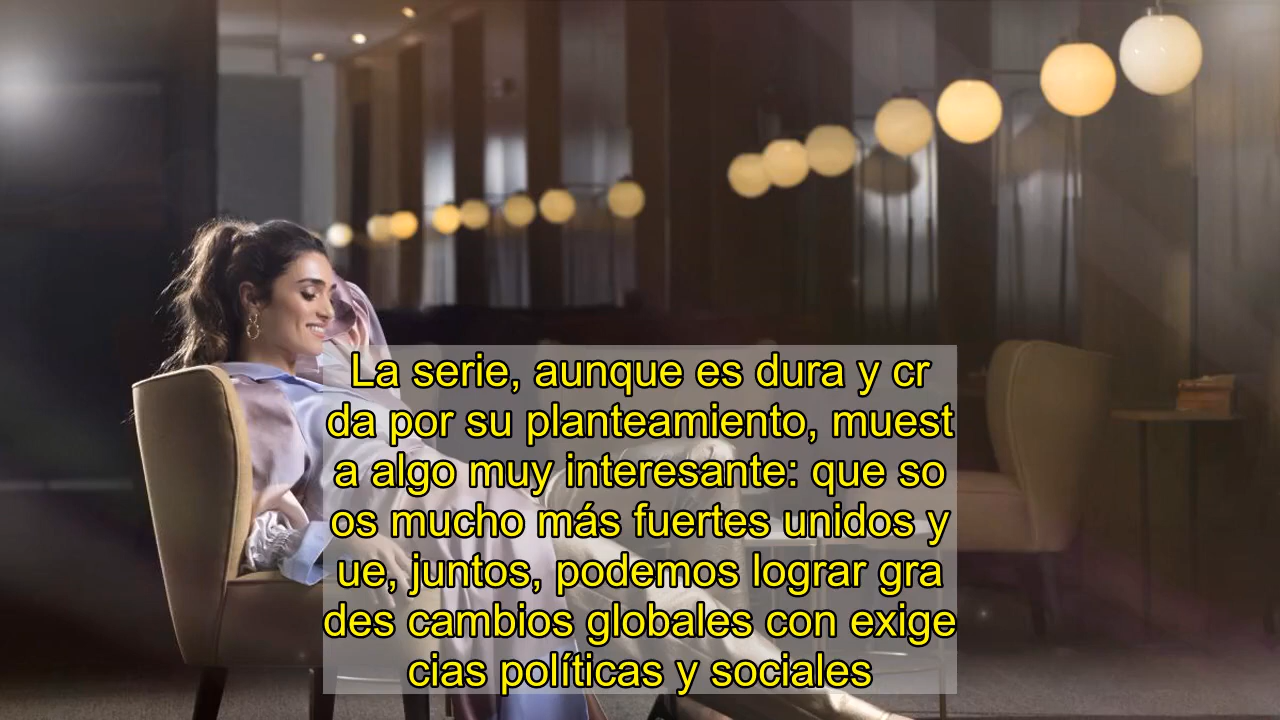 La serie, aunque es dura y cr
da por su planteamiento, muest
a algo muy interesante: que so
os mucho más fuertes unidos y
ue, juntos, podemos lograr gra
des cambios globales con exige
cias políticas y sociales